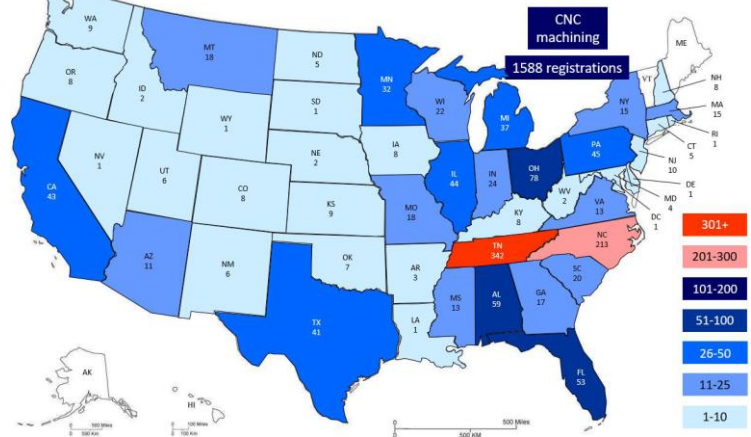 CNC
machining
1588 registrations
WA
9
OR
8
CA
43
NV
1
ID
2
MT
18
WY
1
UT
6
AZ
11
CO
8
NM
6
ND
5
SD
1
NE
2
KS
9
OK
7
TX
41
MN
32
IA
8
MO
18
AR
3
LA
1
WI
22
IL
44
MI
37
IN
24
OH
78
KY
8
TN
342
MS
13
AL
59
GA
17
FL
53
SC
20
NC
213
VA
13
WV
2
PA
45
NY
15
VT
ME
NH
8
MA
15
RI
1
CT
5
NJ
10
DE
1
MD
4
DC
1
AK
HI
500 Miles
500 KM
301+
201-300
101-200
51-100
26-50
11-25
1-10